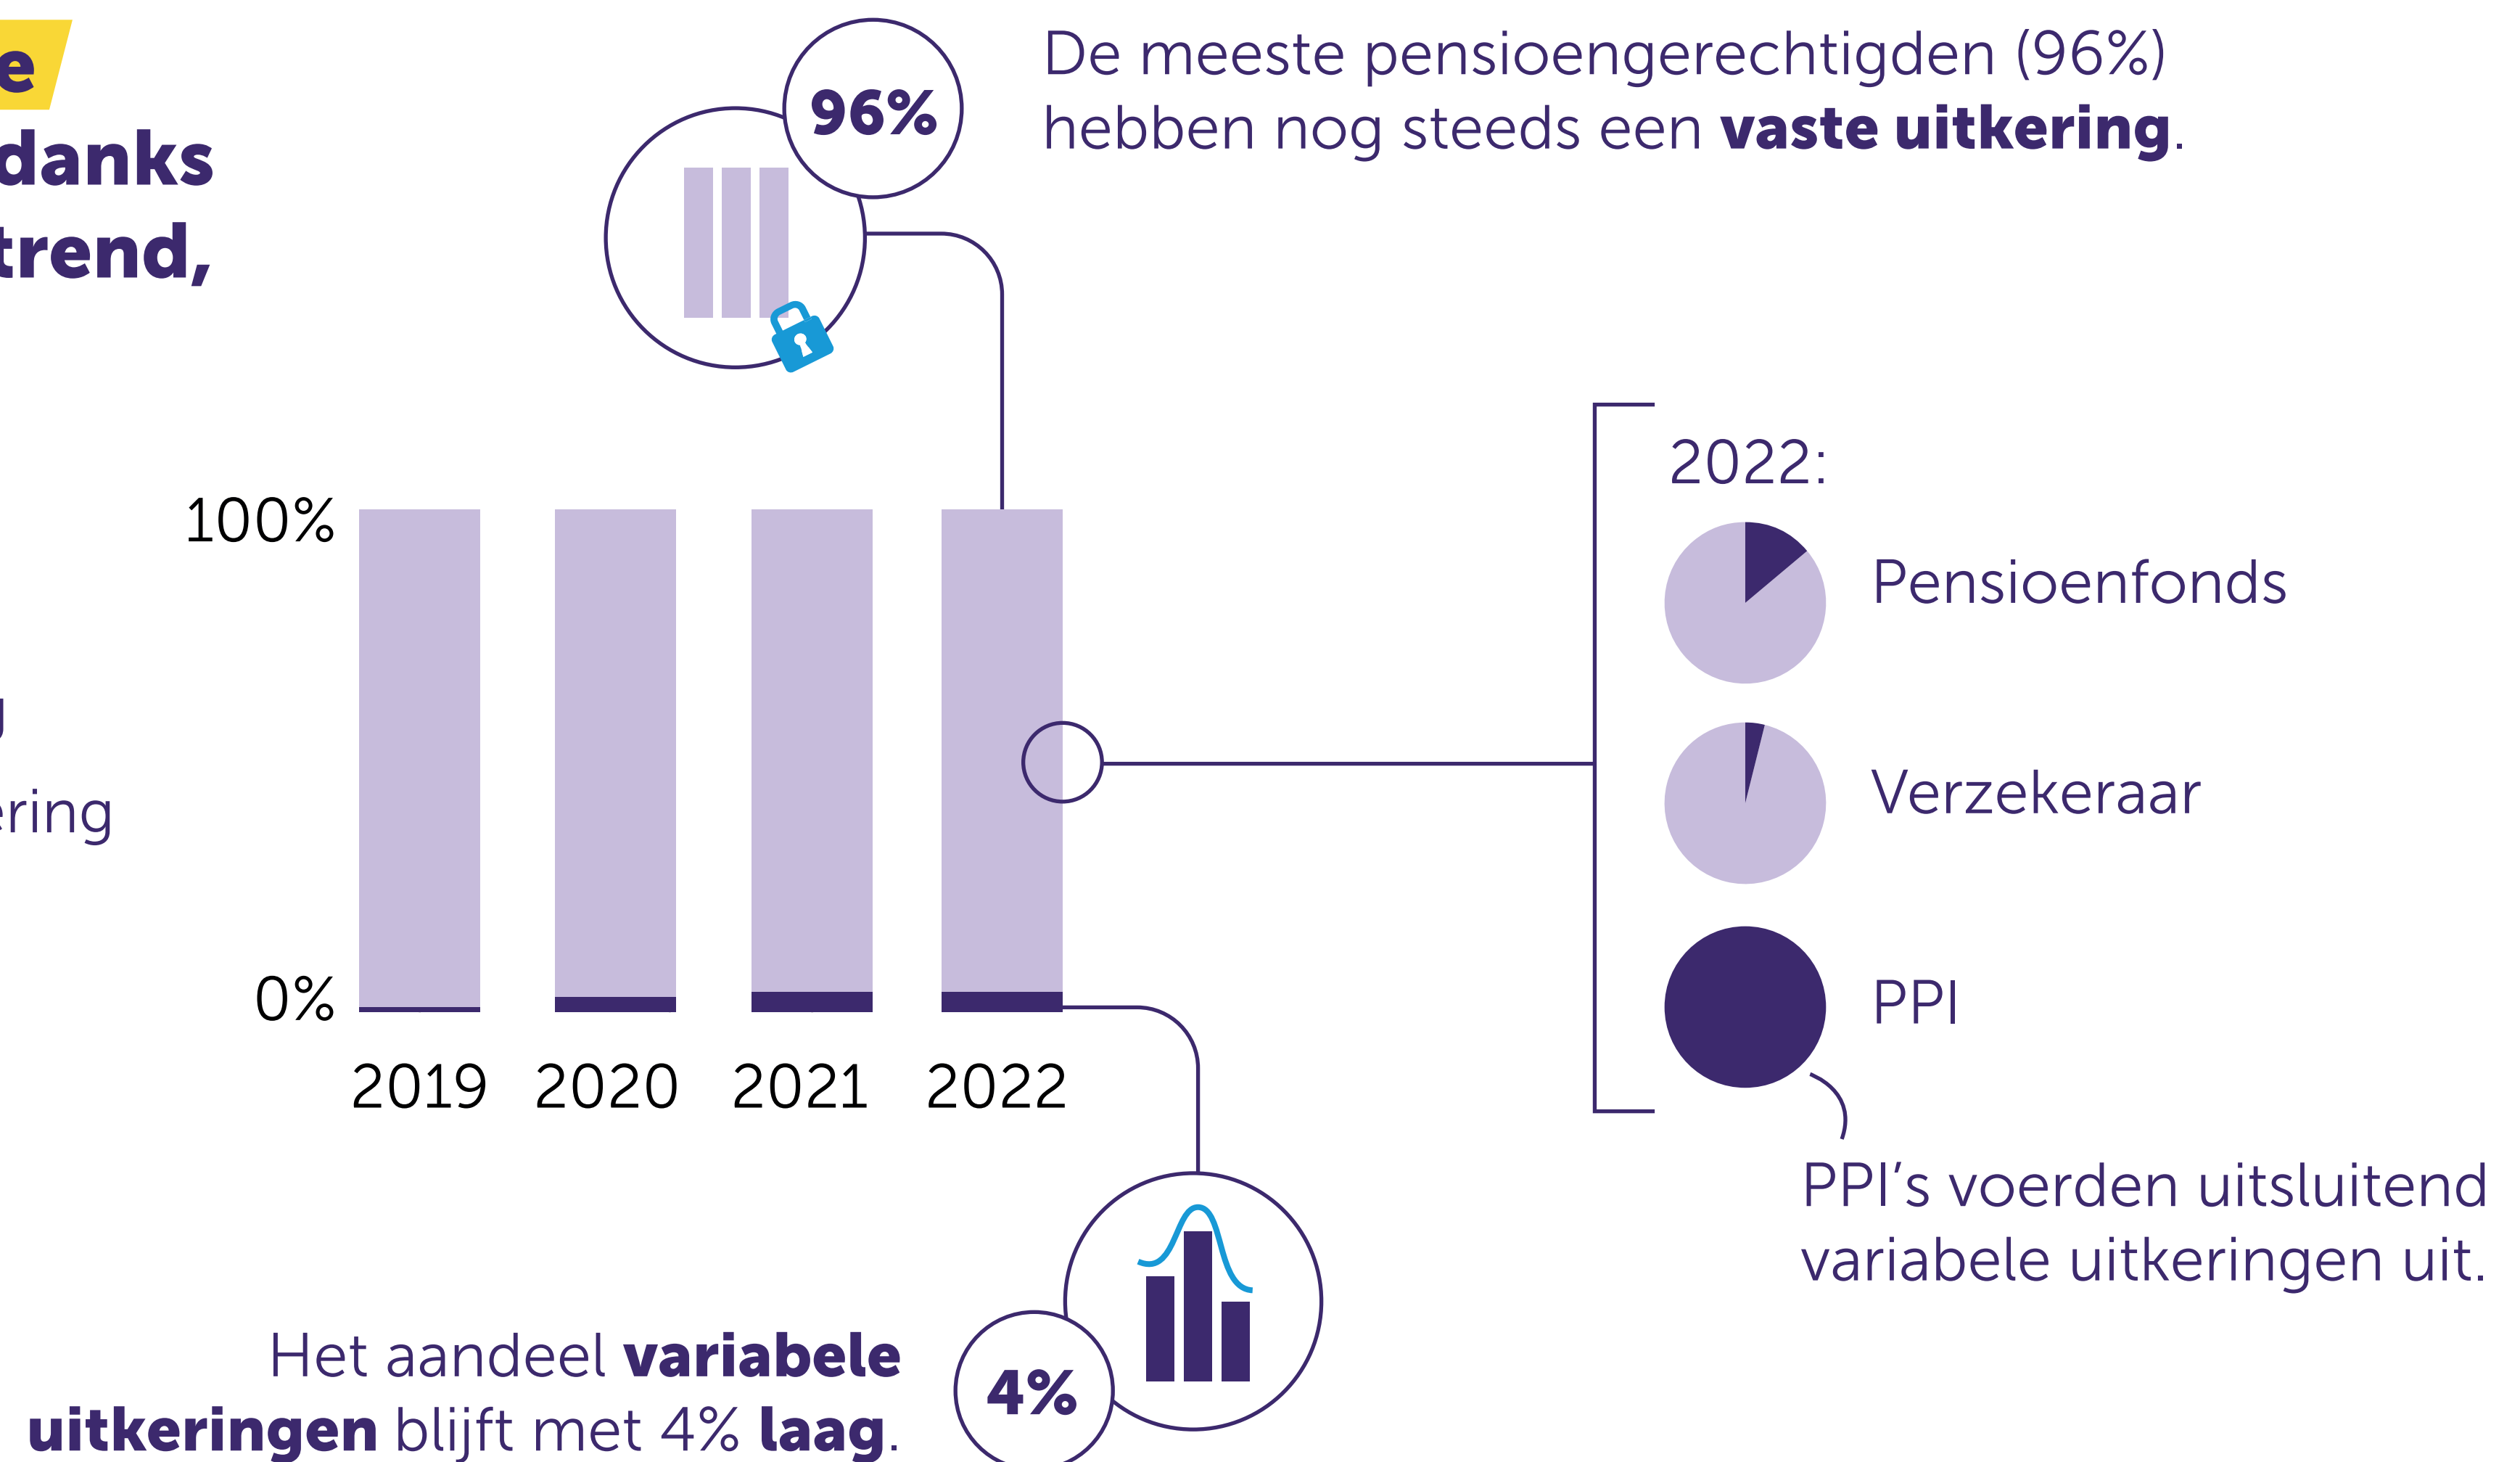 e
danks
trend,
96%
De meeste pensioengerechtigden (96%)
hebben nog steeds een vaste uitkering.
100%
0%
2019 2020 2021 2022
ering
2022:
Pensioenfonds
Verzekeraar
PPI
PPI's voerden uitsluitend
variabele uitkeringen uit.
4%
Het aandeel variabele
uitkeringen blijft met 4% laag.